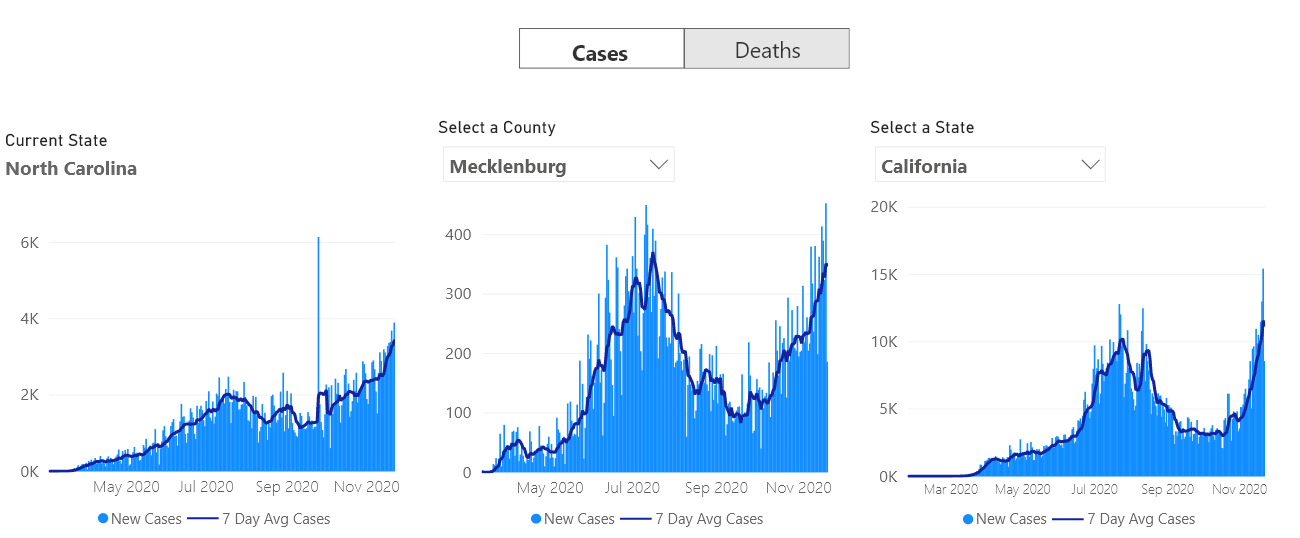 Cases Deaths
Current State
North Carolina
6K
4K
2K
0K
May 2020 Jul 2020 Sep 2020 Nov 2020
New Cases 7 Day Avg Cases
Select a County
Mecklenburg
400
300
200
100
0
May 2020 Jul 2020 Sep 2020 Nov 2020
New Cases 7 Day Avg Cases
Select a State
California
20K
15K
10K
5K
0K
Mar 2020 May 2020 Jul 2020 Sep 2020 Nov 2020
New Cases 7 Day Avg Cases